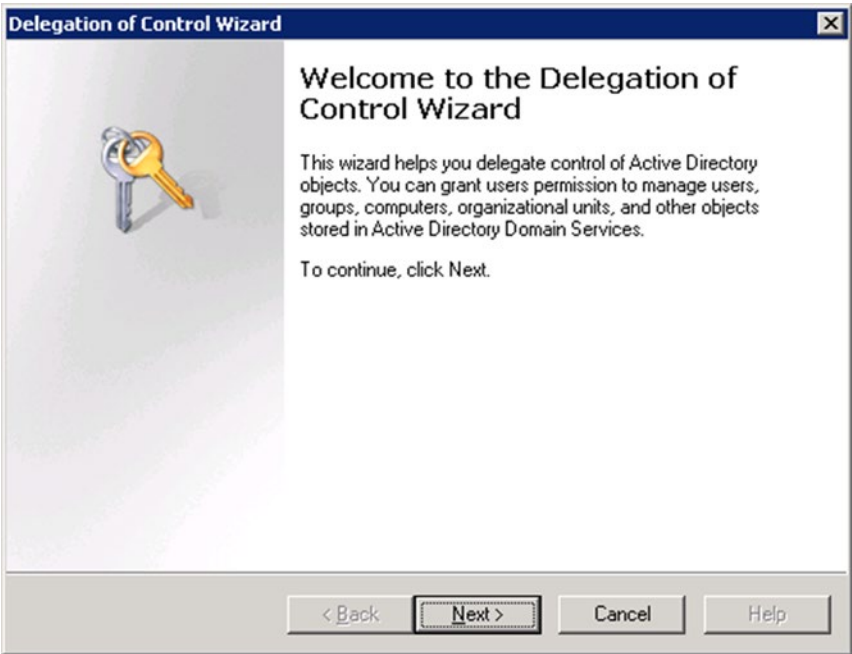 Delegation of Control Wizard
Welcome to the Delegation of
Control Wizard
This wizard helps you delegate control of Active Directory
objects. You can grant users permission to manage users,
groups, computers, organizational units, and other objects
stored in Active Directory Domain Services.
To continue, click Next.
< Back
Next >
Cancel
Help